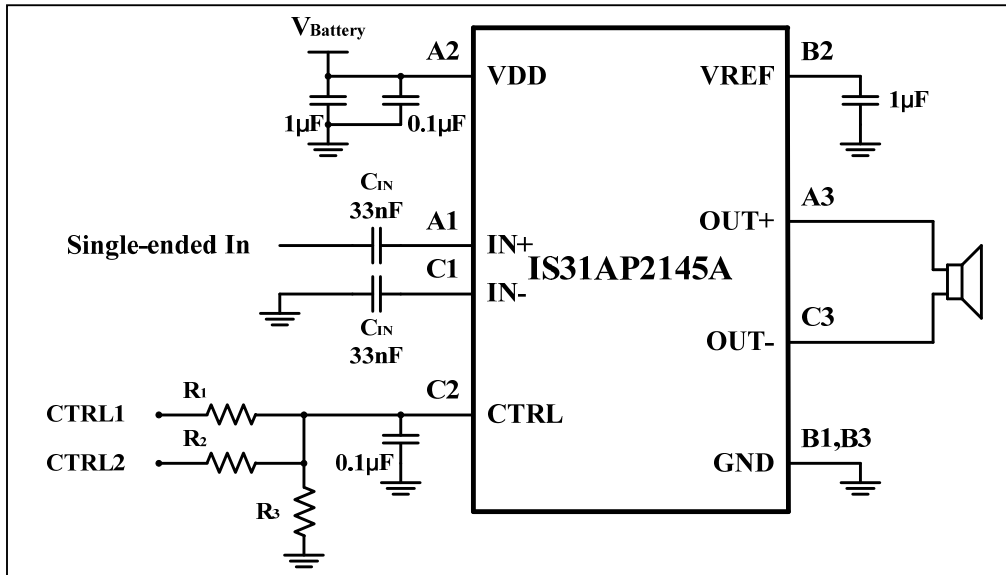 VBattery
A2
B2
VDD
VREF
1µF
0.1µF
1µF
CIN
33nF
A1
A3
Single-ended In
IN+
OUT+
C1
IS31AP2145A
IN-
CIN
33nF
C3
OUT-
C2
CTRL1
R1
CTRL
CTRL2
R2
0.1µF
B1,B3
GND
R3